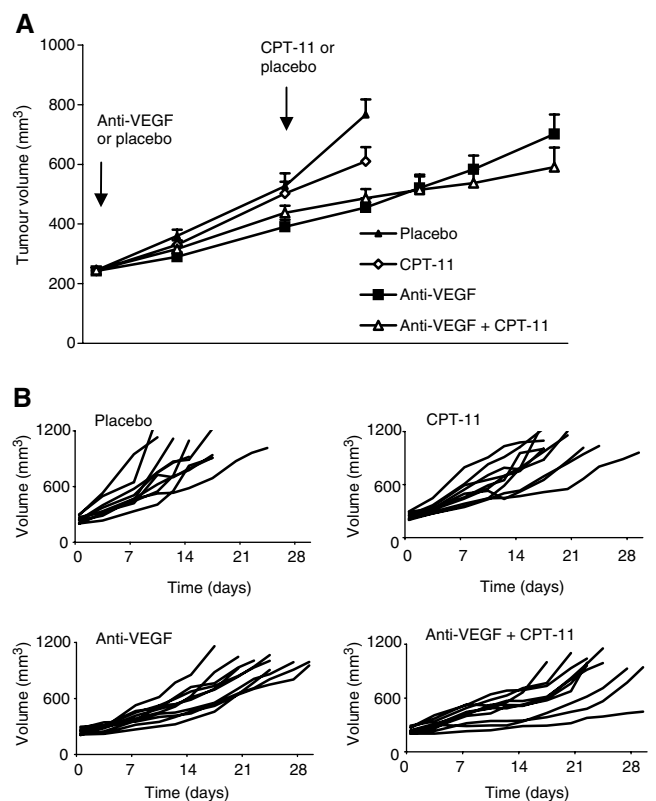 A
1000
800
600
400
200
0
Tumour volume (mm³)
Anti-VEGF
or placebo
CPT-11 or
placebo
Placebo
CPT-11
Anti-VEGF
Anti-VEGF + CPT-11
B
Placebo
1200
600
0
Volume (mm³)
0 7 14 21 28
Time (days)
CPT-11
1200
600
0
Volume (mm³)
0 7 14 21 28
Time (days)
Anti-VEGF
1200
600
0
Volume (mm³)
0 7 14 21 28
Time (days)
Anti-VEGF + CPT-11
1200
600
0
Volume (mm³)
0 7 14 21 28
Time (days)